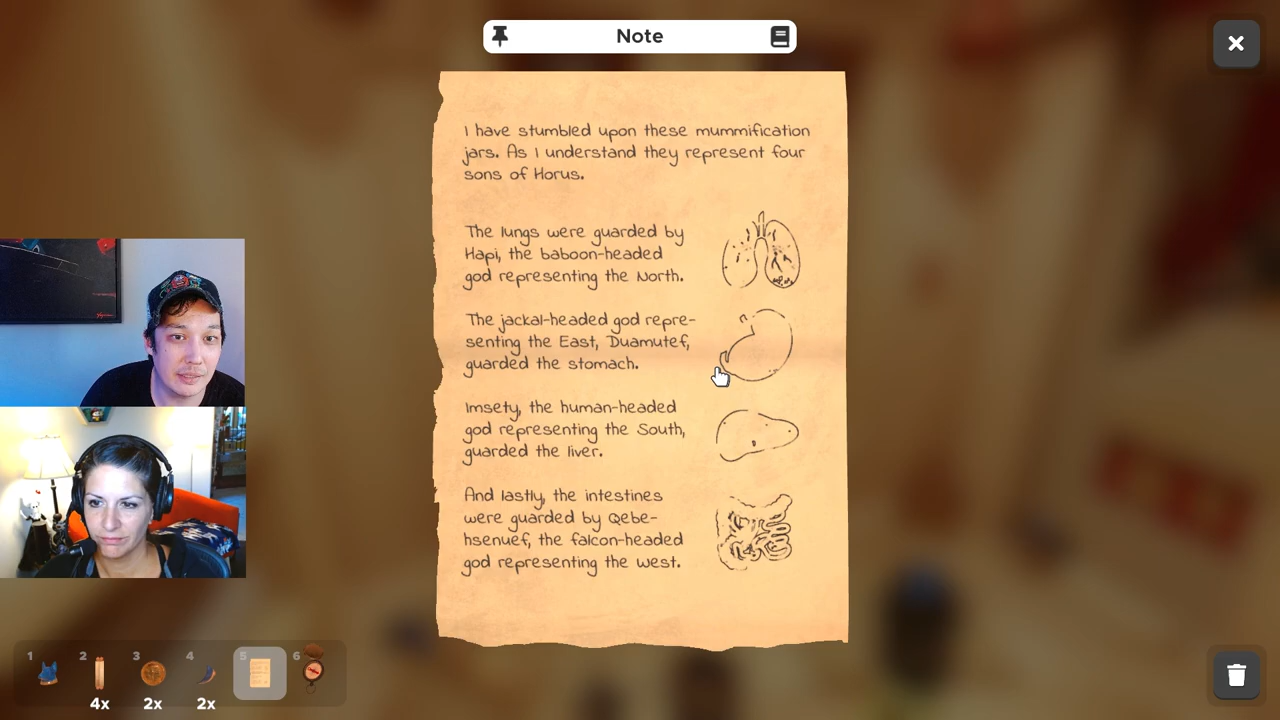 Note
I have stumbled upon these mummification
jars. As I understand they represent four
sons of Horus.
The lungs were guarded by
Hapi, the baboon-headed
god representing the North.
The jackal-headed god repre-
senting the East, Duamutef,
guarded the stomach.
Imsety, the human-headed
god representing the South,
guarded the liver.
And lastly, the intestines
were guarded by Qebe-
hsenuef, the falcon-headed
god representing the west.
1 2 3 4 5 6
4x 2x 2x